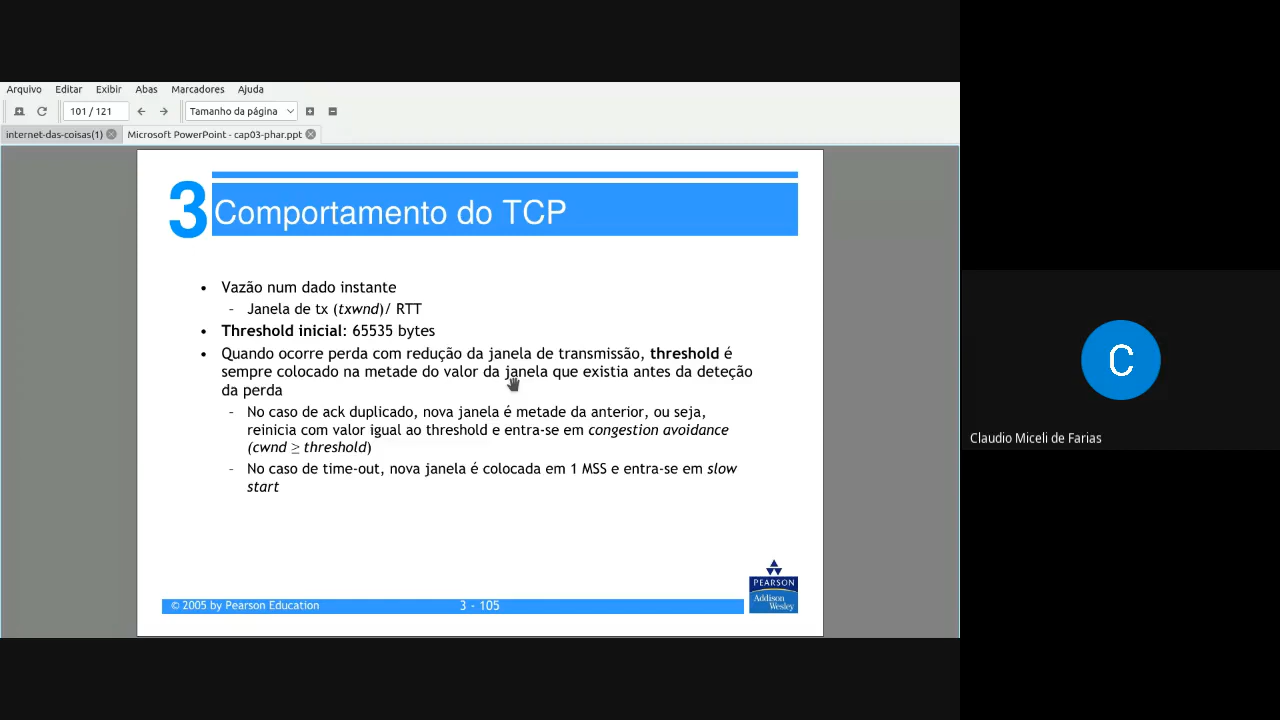 Arquivo Editar Exibir Abas Marcadores Ajuda
101 / 121 Tamanho da página
internet-das-coisas(1) Microsoft PowerPoint - cap03-phar.ppt
3 Comportamento do TCP
• Vazão num dado instante
- Janela de tx (txwnd)/ RTT
• Threshold inicial: 65535 bytes
• Quando ocorre perda com redução da janela de transmissão, threshold é
sempre colocado na metade do valor da janela que existia antes da deteção
da perda
- No caso de ack duplicado, nova janela é metade da anterior, ou seja,
reinicia com valor igual ao threshold e entra-se em congestion avoidance
(cwnd ≥ threshold)
- No caso de time-out, nova janela é colocada em 1 MSS e entra-se em slow
start
PEARSON
Addison
Wesley
© 2005 by Pearson Education 3 - 105
C
Claudio Miceli de Farias